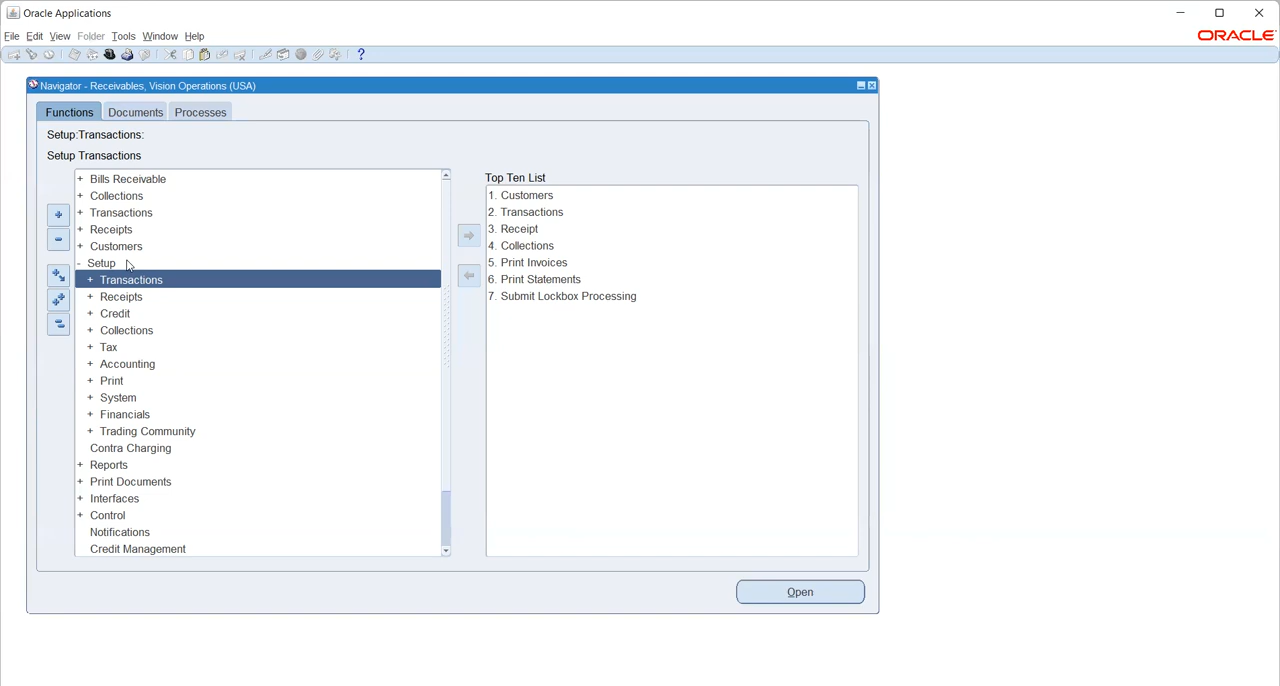 Oracle Applications
File Edit View Folder Tools Window Help
ORACLE
?
Navigator - Receivables, Vision Operations (USA)
Functions Documents Processes
Setup:Transactions:
Setup Transactions
+ Bills Receivable
+ Collections
+ Transactions
+ Receipts
+ Customers
- Setup
+ Transactions
+ Receipts
+ Credit
+ Collections
+ Tax
+ Accounting
+ Print
+ System
+ Financials
+ Trading Community
Contra Charging
+ Reports
+ Print Documents
+ Interfaces
+ Control
Notifications
Credit Management
Top Ten List
1. Customers
2. Transactions
3. Receipt
4. Collections
5. Print Invoices
6. Print Statements
7. Submit Lockbox Processing
Open